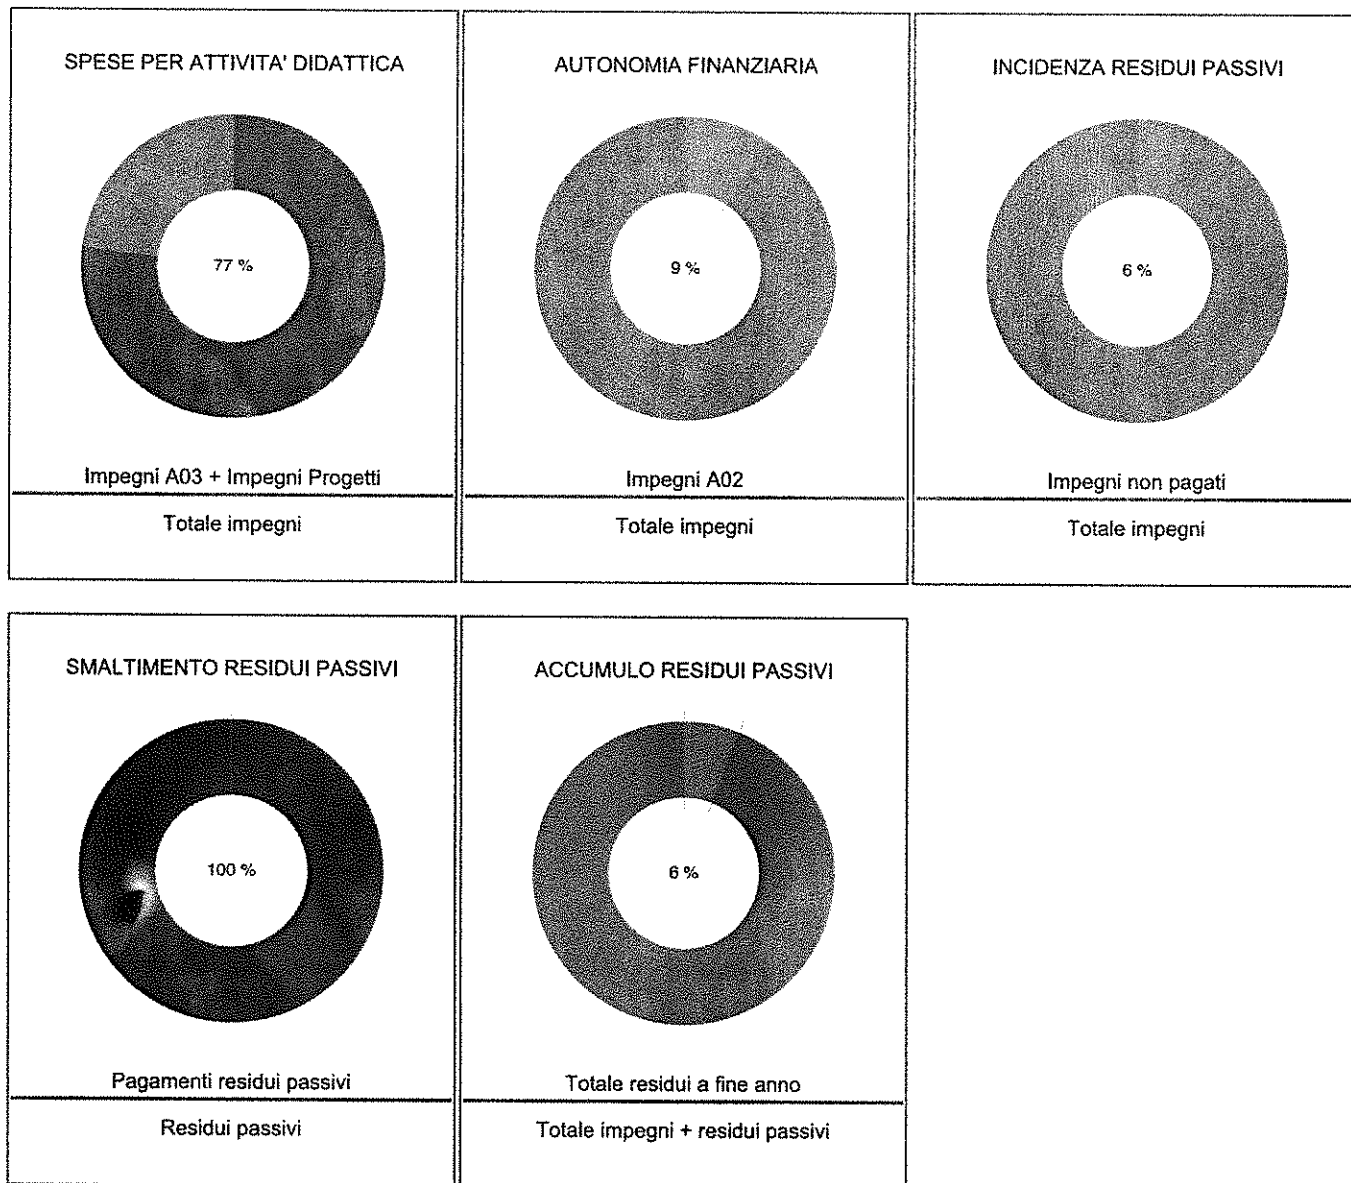 SPESE PER ATTIVITA' DIDATTICA
77 %
Impegni A03 + Impegni Progetti
Totale impegni
AUTONOMIA FINANZIARIA
9 %
Impegni A02
Totale impegni
INCIDENZA RESIDUI PASSIVI
6 %
Impegni non pagati
Totale impegni
SMALTIMENTO RESIDUI PASSIVI
100 %
Pagamenti residui passivi
Residui passivi
ACCUMULO RESIDUI PASSIVI
6 %
Totale residui a fine anno
Totale impegni + residui passivi